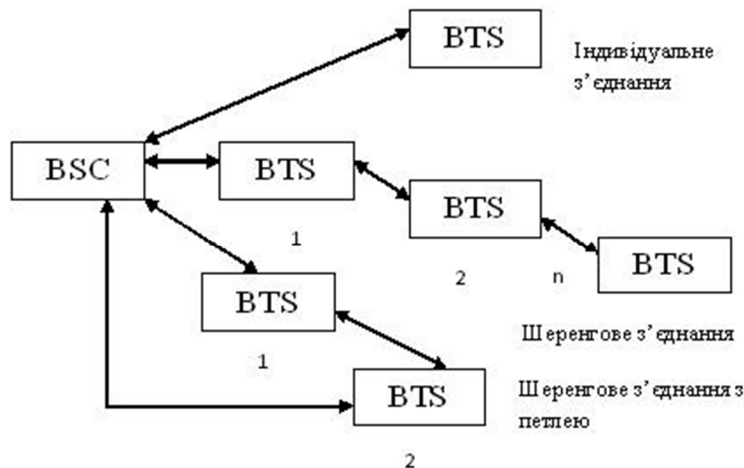 BTS
Індивідуальне
з’єднання
BSC
BTS
BTS
1
2
n
BTS
BTS
1
Шеренгове з’єднання
BTS
Шеренгове з’єднання з
петлею
2